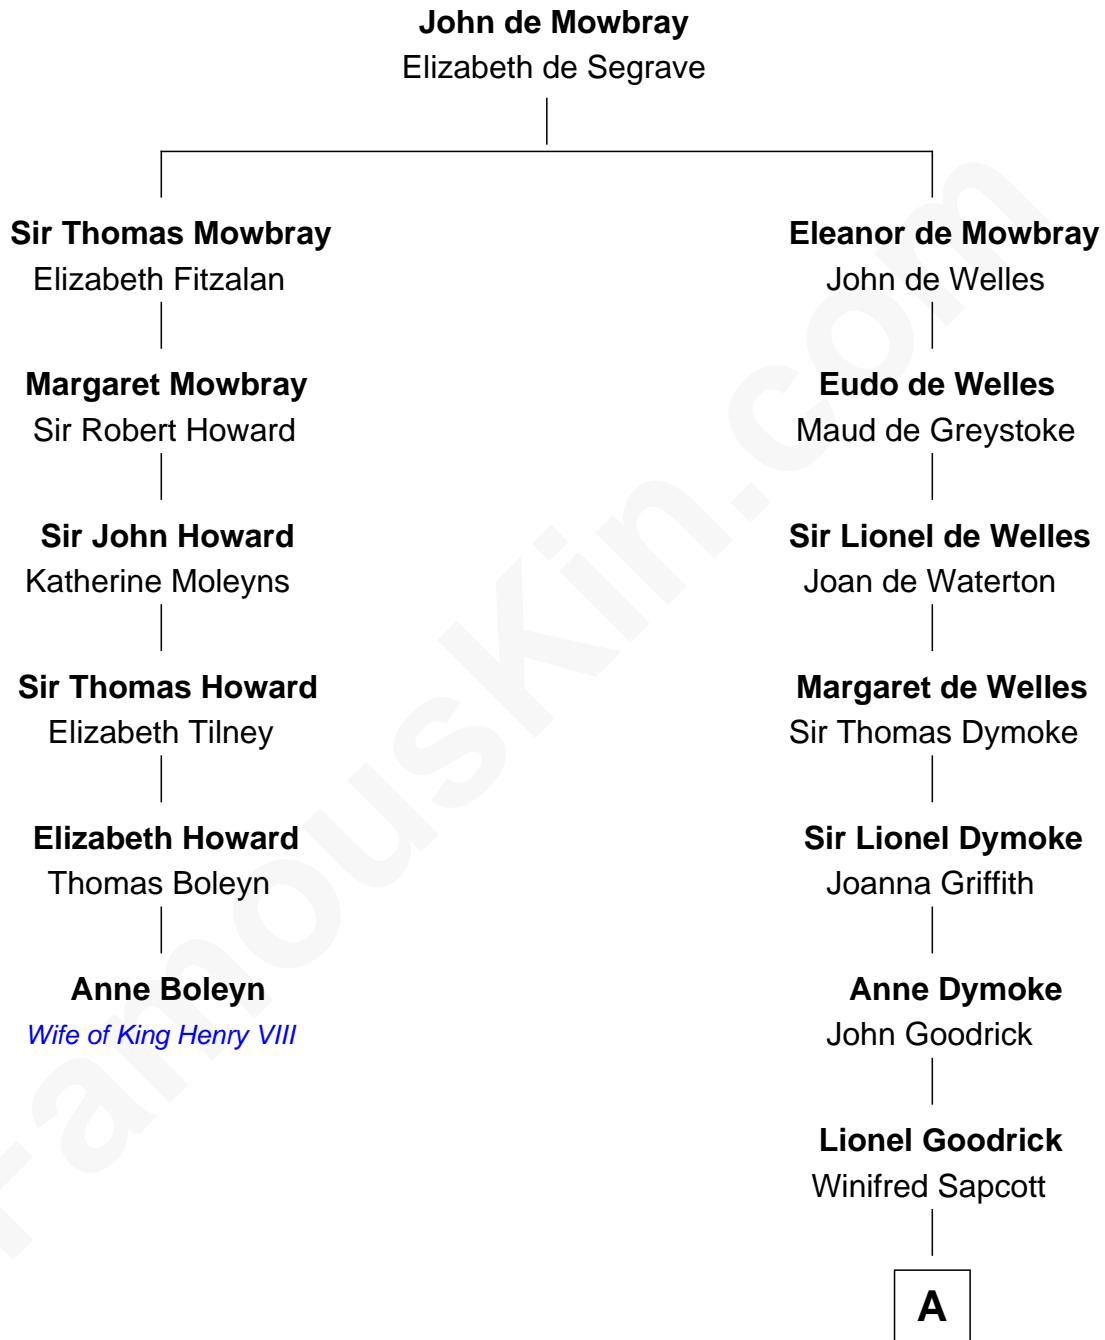 John de Mowbray
Elizabeth de Segrave
Sir Thomas Mowbray
Elizabeth Fitzalan
Margaret Mowbray
Sir Robert Howard
Sir John Howard
Katherine Moleyns
Sir Thomas Howard
Elizabeth Tilney
Elizabeth Howard
Thomas Boleyn
Anne Boleyn
Wife of King Henry VIII
Eleanor de Mowbray
John de Welles
Eudo de Welles
Maud de Greystoke
Sir Lionel de Welles
Joan de Waterton
Margaret de Welles
Sir Thomas Dymoke
Sir Lionel Dymoke
Joanna Griffith
Anne Dymoke
John Goodrick
Lionel Goodrick
Winifred Sapcott
A
FamousKin.com